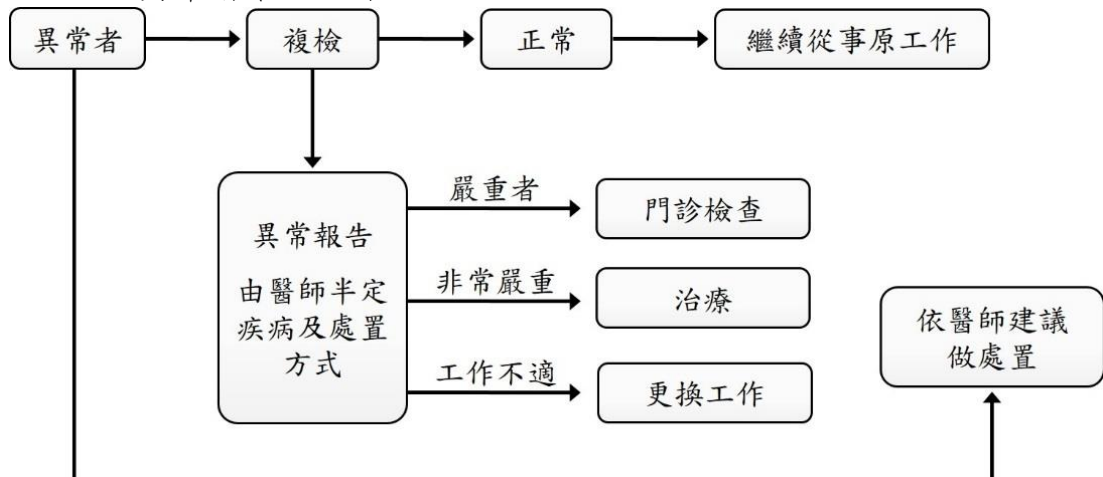 異常者
複檢
正常
繼續從事原工作
異常報告
由醫師半定
疾病及處置
方式
嚴重者
門診檢查
非常嚴重
治療
工作不適
更換工作
依醫師建議
做處置